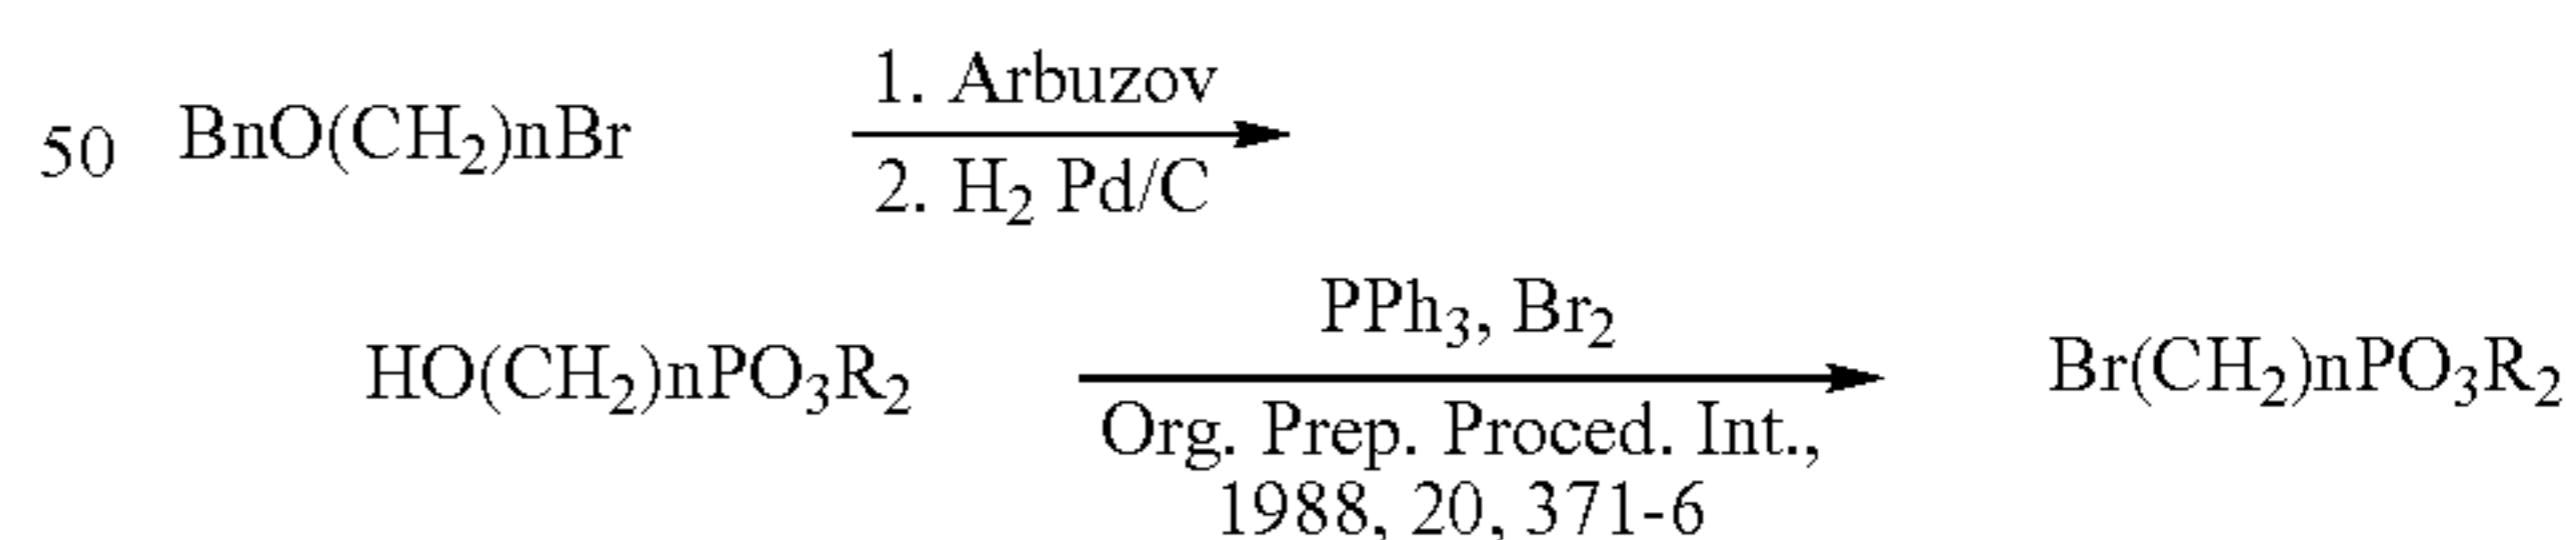 1. Arbuzov
50 BnO(CH₂)nBr
2. H₂ Pd/C
PPh₃, Br₂
HO(CH₂)nPO₃R₂ Br(CH₂)nPO₃R₂
Org. Prep. Proced. Int.,
1988, 20, 371-6